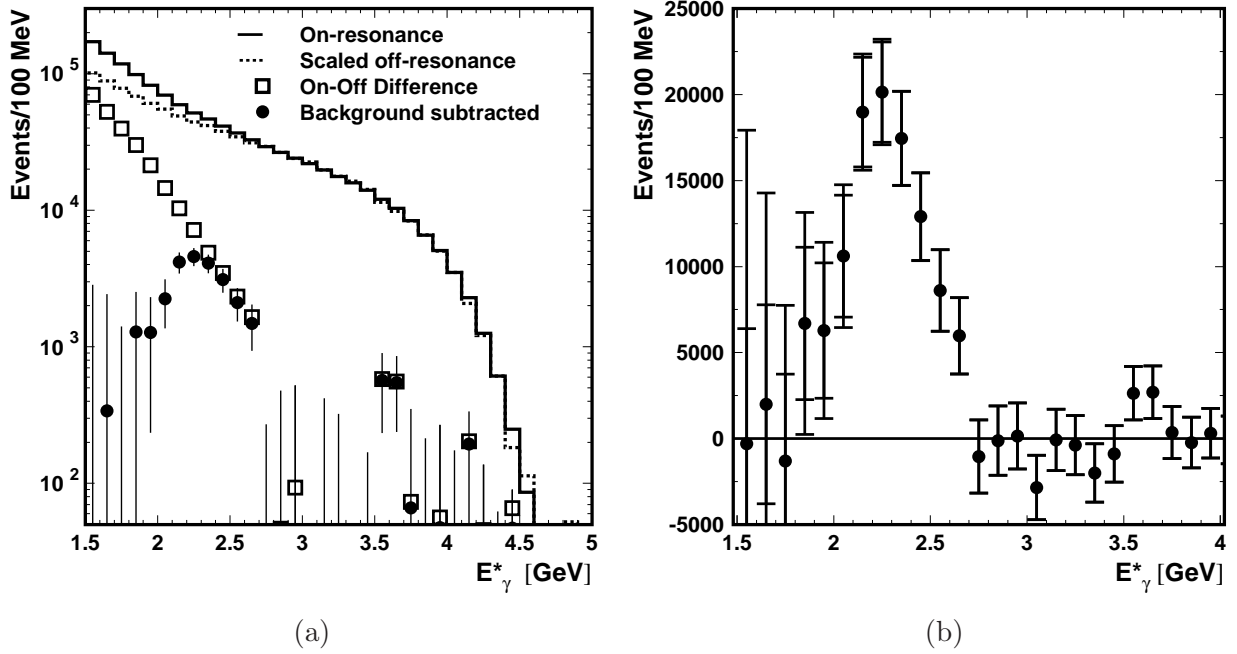 Events/100 MeV
10^5
10^4
10^3
10^2
On-resonance
Scaled off-resonance
On-Off Difference
Background subtracted
1.5 2 2.5 3 3.5 4 4.5 5
E*γ [GeV]
(a)
Events/100 MeV
25000
20000
15000
10000
5000
0
-5000
1.5 2 2.5 3 3.5 4
E*γ [GeV]
(b)